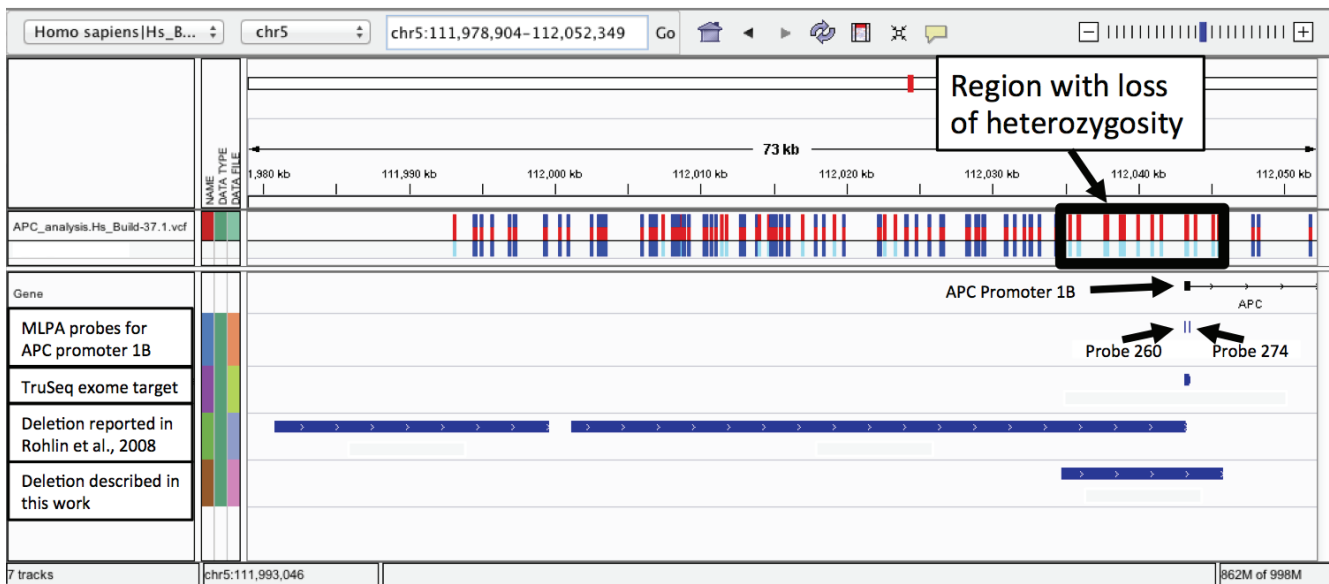 Homo sapiens|Hs_B... chr5 chr5:111,978,904-112,052,349 Go
Region with loss
of heterozygosity
NAME
DATA TYPE
DATA FILE
73 kb
1,980 kb 111,990 kb 112,000 kb 112,010 kb 112,020 kb 112,030 kb 112,040 kb 112,050 kb
APC_analysis.Hs_Build-37.1.vcf
Gene
APC Promoter 1B
APC
MLPA probes for
APC promoter 1B
Probe 260 Probe 274
TruSeq exome target
Deletion reported in
Rohlin et al., 2008
Deletion described in
this work
7 tracks chr5:111,993,046 862M of 998M